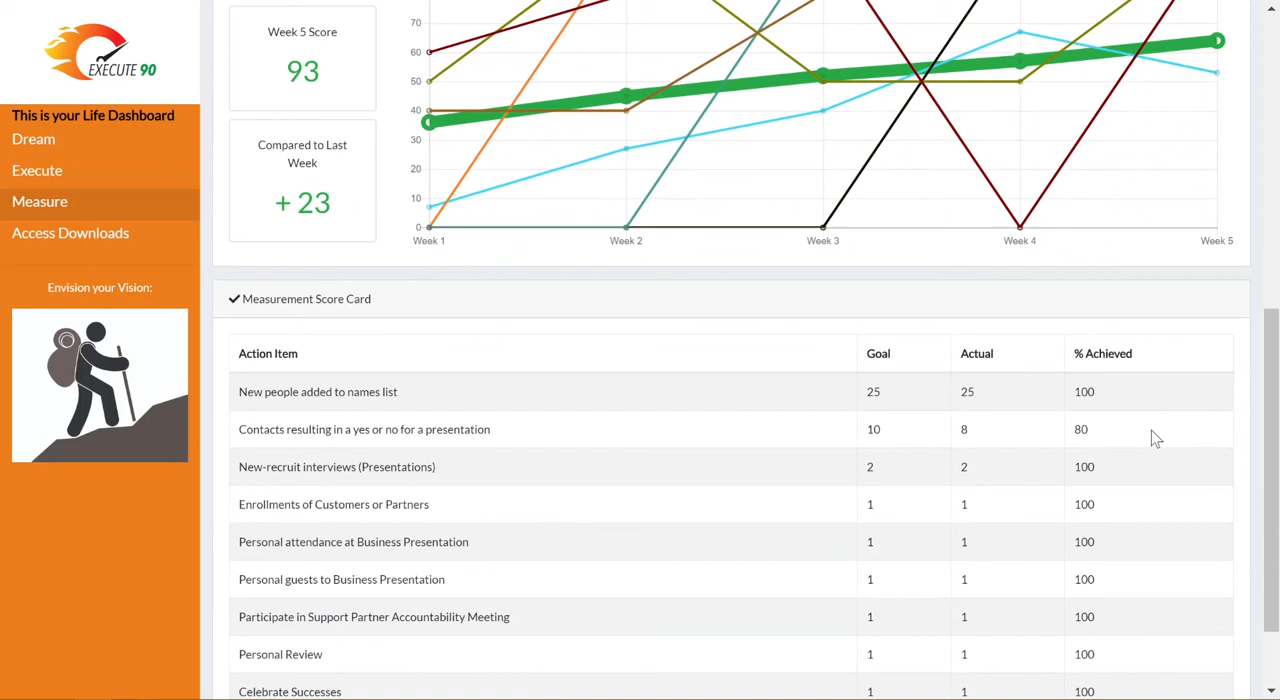 EXECUTE 90
This is your Life Dashboard
Dream
Execute
Measure
Access Downloads
Envision your Vision:
Week 5 Score
93
Compared to Last
Week
+ 23
70
60
50
40
30
20
10
0
Week 1 Week 2 Week 3 Week 4 Week 5
Measurement Score Card
Action Item Goal Actual % Achieved
New people added to names list 25 25 100
Contacts resulting in a yes or no for a presentation 10 8 80
New-recruit interviews (Presentations) 2 2 100
Enrollments of Customers or Partners 1 1 100
Personal attendance at Business Presentation 1 1 100
Personal guests to Business Presentation 1 1 100
Participate in Support Partner Accountability Meeting 1 1 100
Personal Review 1 1 100
Celebrate Successes 1 1 100